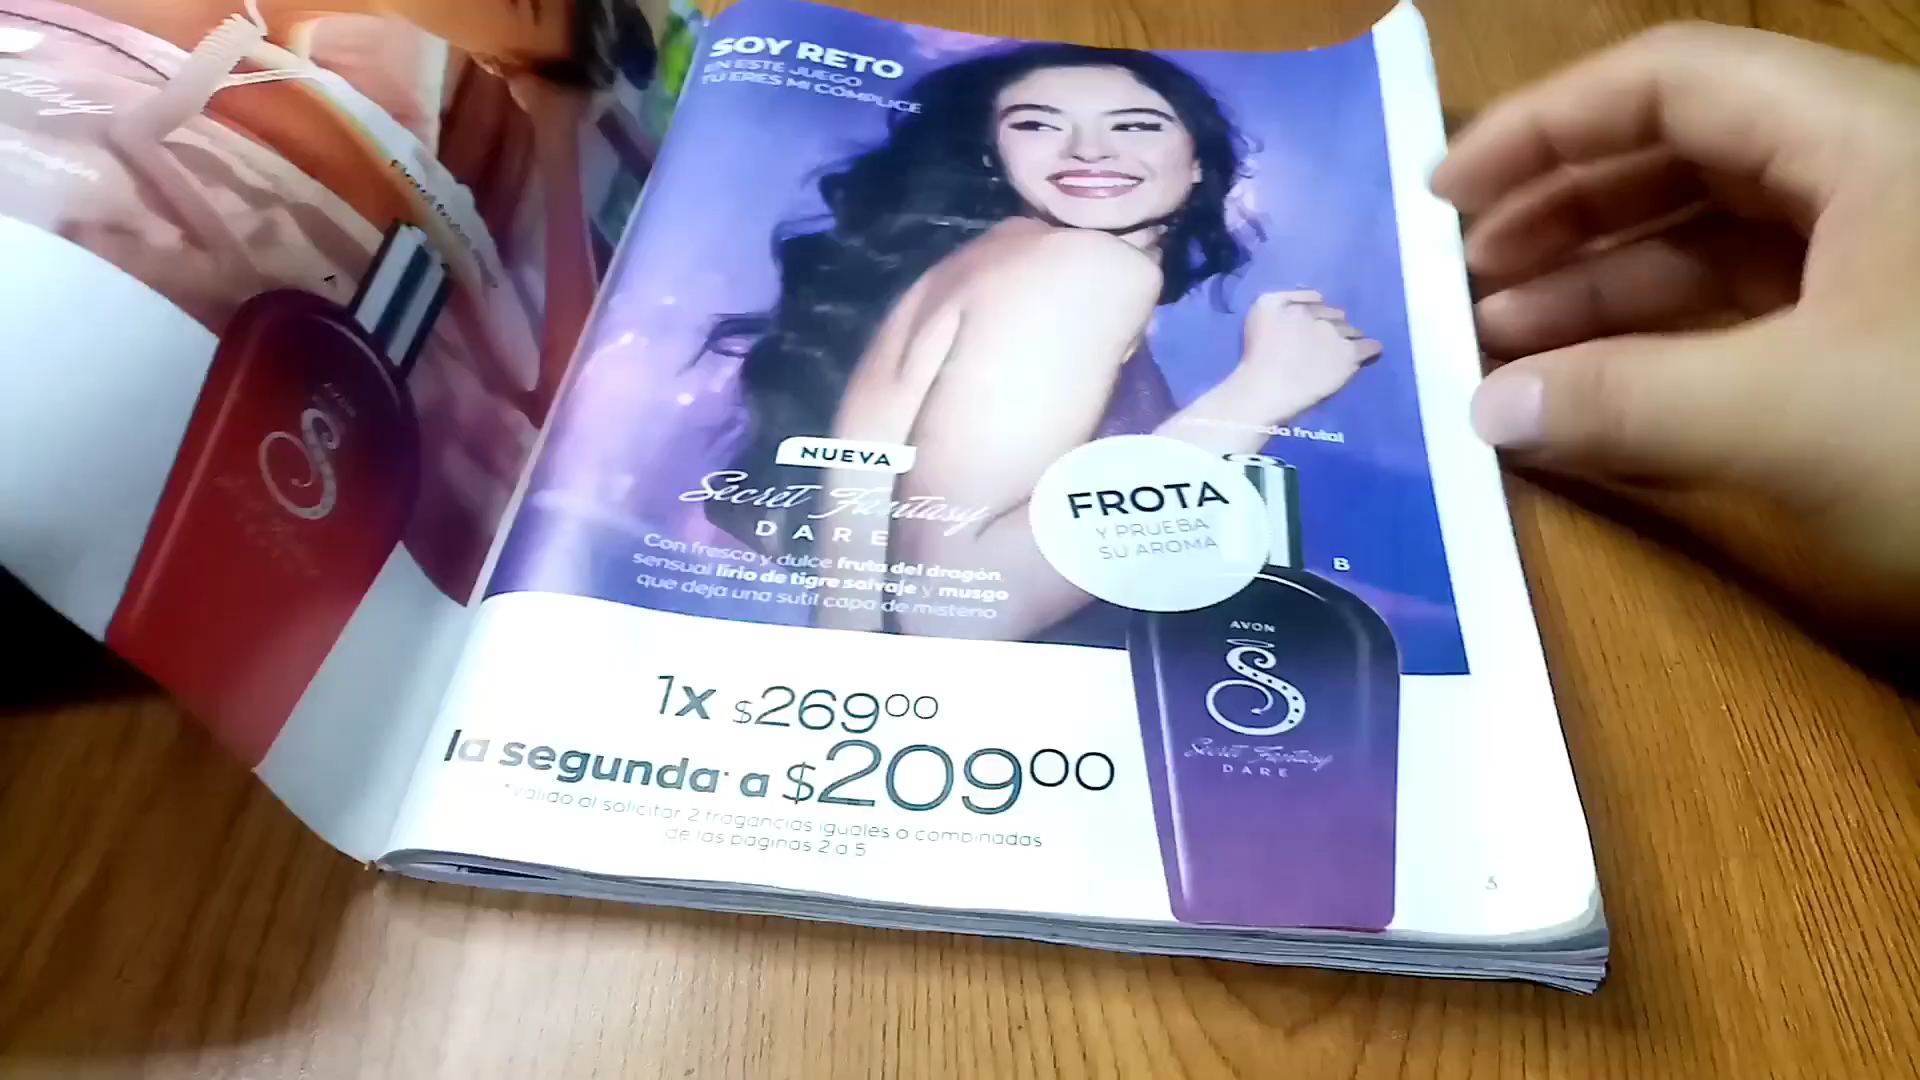 SOY RETO
EN ESTE JUEGO
TÚ ERES MI CÓMPLICE
NUEVA
Secret Fantasy
DARE
Con fresca y dulce fruta del dragón,
sensual lirio de tigre salvaje y musgo
que deja una sutil capa de misterio
frutal
FROTA
Y PRUEBA
SU AROMA
B
AVON
Secret Fantasy
DARE
1x $269⁰⁰
la segunda* a $209⁰⁰
*Válido al solicitar 2 fragancias iguales o combinadas
de las páginas 2 a 5